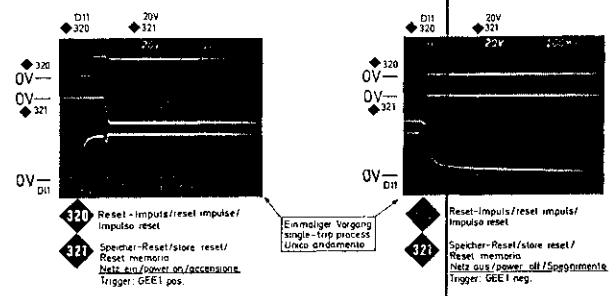 D11
320
20V
321
20V
320
0V
0V
321
0V
D11
320
Reset-Impuls/reset impulse/
Impulso reset
321
Speicher-Reset/store reset/
Reset memoria
Netz ein/power on/accensione
Trigger: GEE1 pos.
Einmaliger Vorgang
single-trip process
Unico andamento
D11
320
20V
321
20V
320
0V
0V
321
0V
D11
Reset-Impuls/reset impuls/
Impulso reset
321
Speicher-Reset/store reset/
Reset memoria
Netz aus/power off/Spegnimento
Trigger: GEE1 neg.